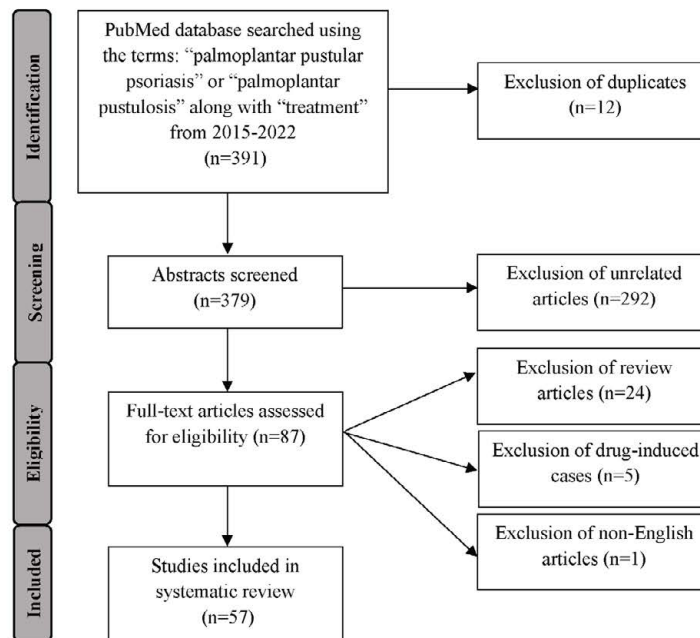 Identification
PubMed database searched using
the terms: “palmoplantar pustular
psoriasis” or “palmoplantar
pustulosis” along with “treatment”
from 2015-2022
(n=391)
Exclusion of duplicates
(n=12)
Screening
Abstracts screened
(n=379)
Exclusion of unrelated
articles (n=292)
Eligibility
Full-text articles assessed
for eligibility (n=87)
Exclusion of review
articles (n=24)
Exclusion of drug-induced
cases (n=5)
Exclusion of non-English
articles (n=1)
Included
Studies included in
systematic review
(n=57)